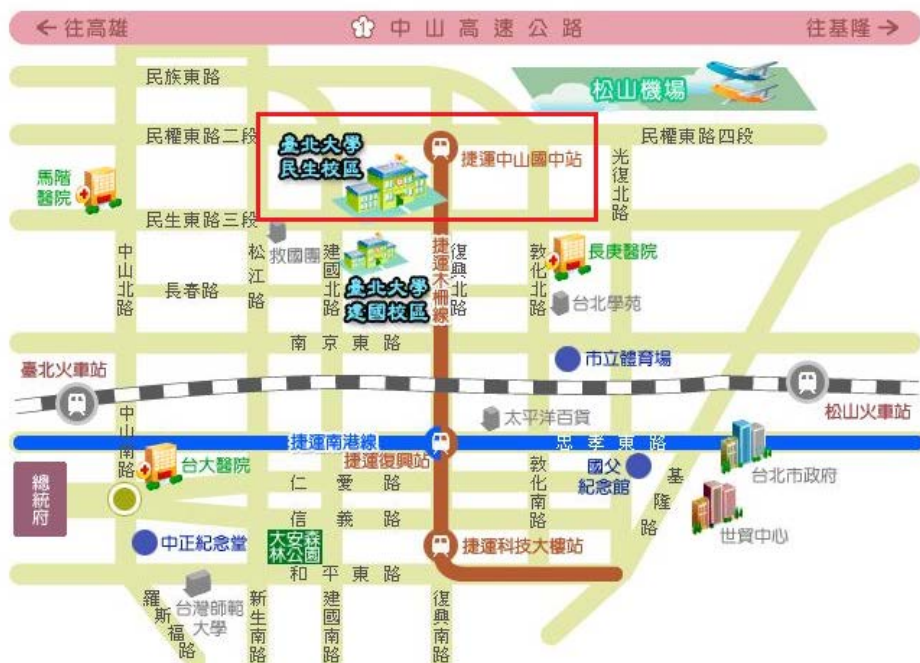 往高雄
1 中山高速公路
往基隆
民族東路
松山機場
民權東路二段
臺北大學
民生校區
捷運中山國中站
民權東路四段
馬階
醫院
光復北路
民生東路三段
救國團
中山北路
松江路
建國北路
捷運木柵線
復興北路
敦化北路
長庚醫院
長春路
臺北大學
建國校區
台北學苑
南京東路
市立體育場
臺北火車站
松山火車站
中山南路
太平洋百貨
捷運南港線
忠孝東路
捷運復興站
台大醫院
國父
紀念館
台北市政府
總統府
仁愛路
敦化南路
基隆路
信義路
世貿中心
中正紀念堂
大安森
林公園
捷運科技大樓站
和平東路
台灣師範
大學
羅斯福路
新生南路
建國南路
復興南路